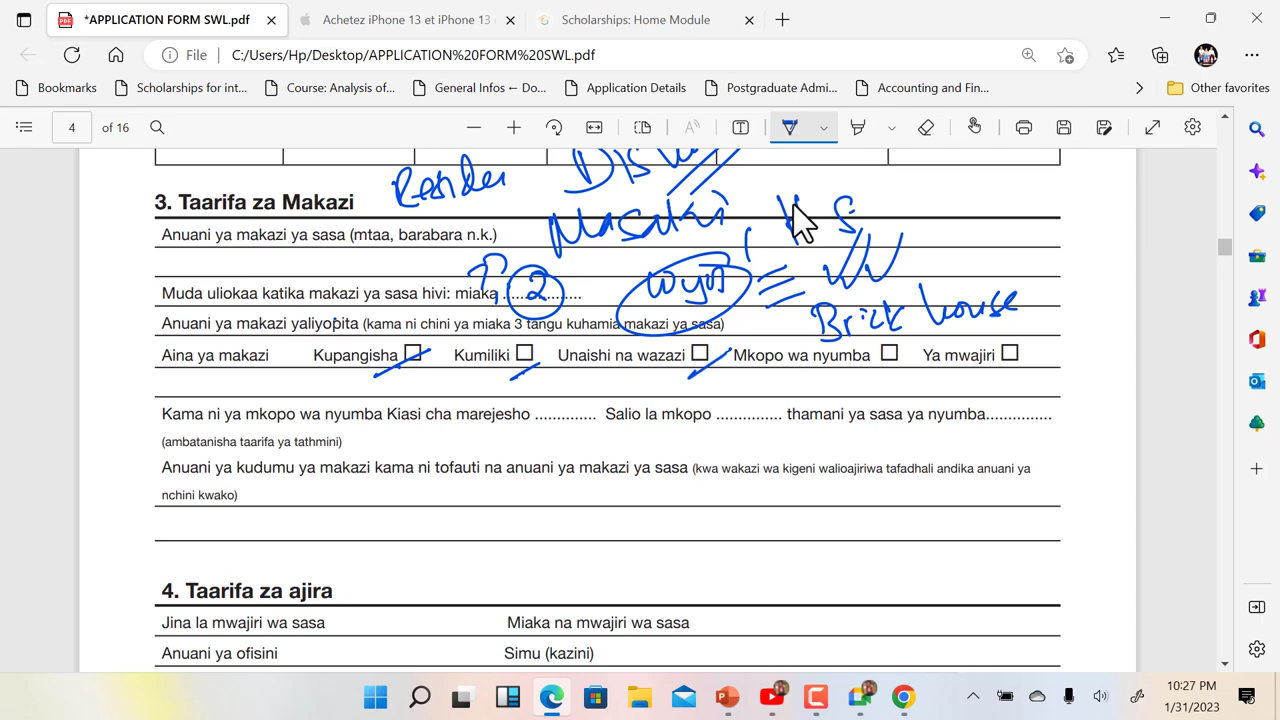 *APPLICATION FORM SWL.pdf
Achetez iPhone 13 et iPhone 13
Scholarships: Home Module
File C:/Users/Hp/Desktop/APPLICATION%20FORM%20SWL.pdf
Bookmarks Scholarships for int... Course: Analysis of... General Infos ← Do... Application Details Postgraduate Admi... Accounting and Fin... Other favorites
4 of 16
3. Taarifa za Makazi
Masaki
Anuani ya makazi ya sasa (mtaa, barabara n.k.)
Muda uliokaa katika makazi ya sasa hivi: miaka .................. 2
Brick house
Anuani ya makazi yaliyopita (kama ni chini ya miaka 3 tangu kuhamia makazi ya sasa)
Aina ya makazi Kupangisha Kumiliki Unaishi na wazazi Mkopo wa nyumba Ya mwajiri
Kama ni ya mkopo wa nyumba Kiasi cha marejesho ............. Salio la mkopo .............. thamani ya sasa ya nyumba..............
(ambatanisha taarifa ya tathmini)
Anuani ya kudumu ya makazi kama ni tofauti na anuani ya makazi ya sasa (kwa wakazi wa kigeni walioajiriwa tafadhali andika anuani ya
nchini kwako)
4. Taarifa za ajira
Jina la mwajiri wa sasa Miaka na mwajiri wa sasa
Anuani ya ofisini Simu (kazini)
10:27 PM
1/31/2023